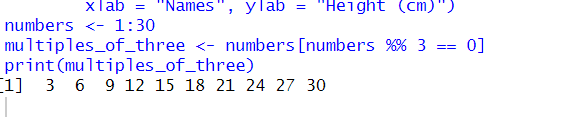 xlab = "Names", ylab = "Height (cm)")
numbers <- 1:30
multiples_of_three <- numbers[numbers %% 3 == 0]
print(multiples_of_three)
[1]  3  6  9 12 15 18 21 24 27 30